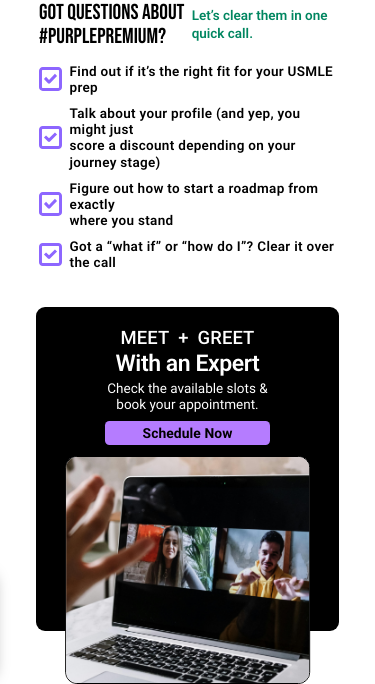 GOT QUESTIONS ABOUT
#PURPLEPREMIUM?
Let’s clear them in one
quick call.
Find out if it’s the right fit for your USMLE
prep
Talk about your profile (and yep, you
might just
score a discount depending on your
journey stage)
Figure out how to start a roadmap from
exactly
where you stand
Got a “what if” or “how do I”? Clear it over
the call
MEET + GREET
With an Expert
Check the available slots &
book your appointment.
Schedule Now